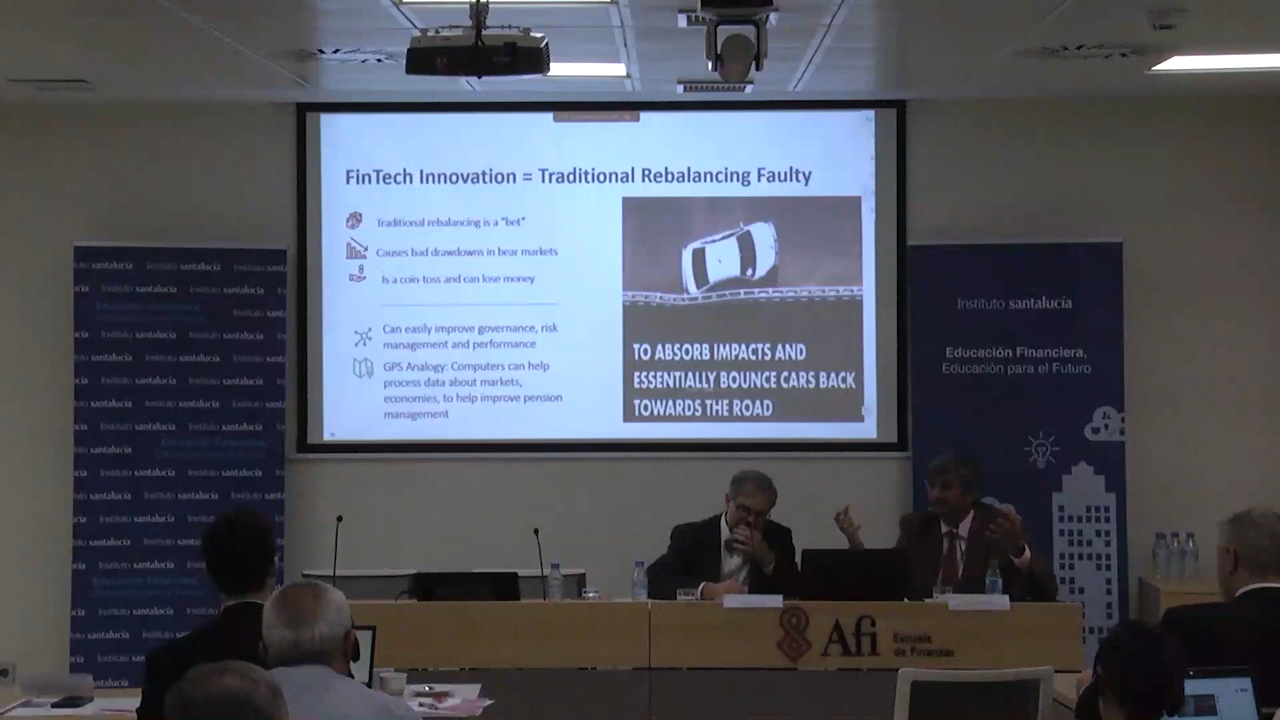 FinTech Innovation = Traditional Rebalancing Faulty
Traditional rebalancing is a "bet"
Causes bad drawdowns in bear markets
Is a coin-toss and can lose money
Can easily improve governance, risk
management and performance
GPS Analogy: Computers can help
process data about markets,
economies, to help improve pension
management
TO ABSORB IMPACTS AND
ESSENTIALLY BOUNCE CARS BACK
TOWARDS THE ROAD
Instituto santalucía
Instituto santalucía
Educación Financiera,
Educación para el Futuro
Afi Escuela
de Finanzas